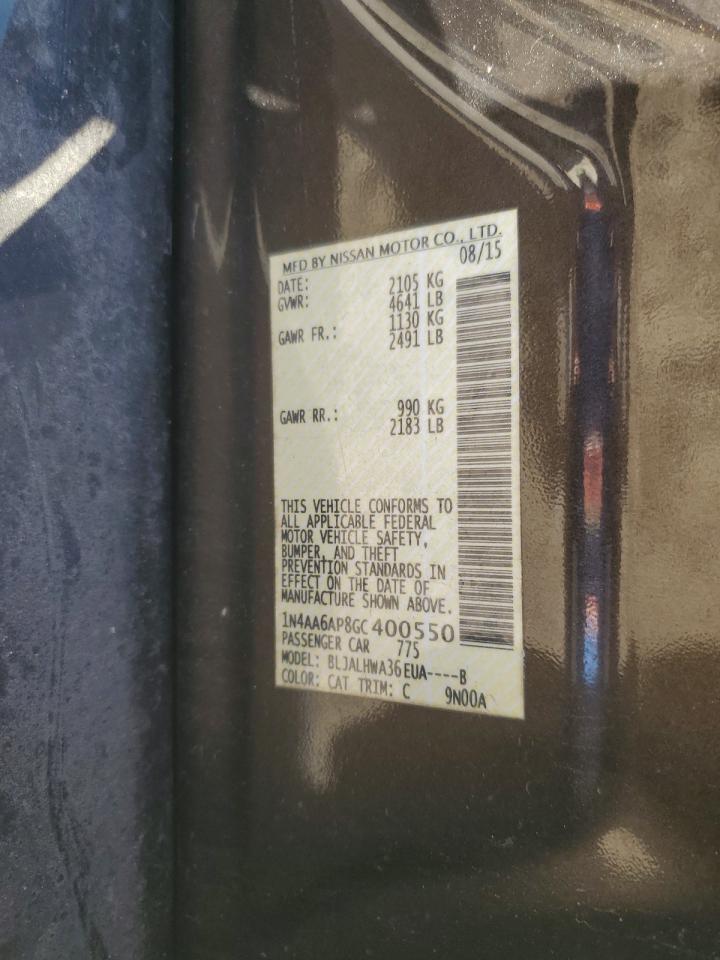 MFD BY NISSAN MOTOR CO., LTD.
DATE: 08/15
GVWR: 2105 KG
4641 LB
GAWR FR.: 1130 KG
2491 LB
GAWR RR.: 990 KG
2183 LB
THIS VEHICLE CONFORMS TO
ALL APPLICABLE FEDERAL
MOTOR VEHICLE SAFETY,
BUMPER, AND THEFT
PREVENTION STANDARDS IN
EFFECT ON THE DATE OF
MANUFACTURE SHOWN ABOVE.
1N4AA6AP8GC400550
PASSENGER CAR 775
MODEL: BLJALHWA36EUA----B
COLOR: CAT TRIM: C 9N00A